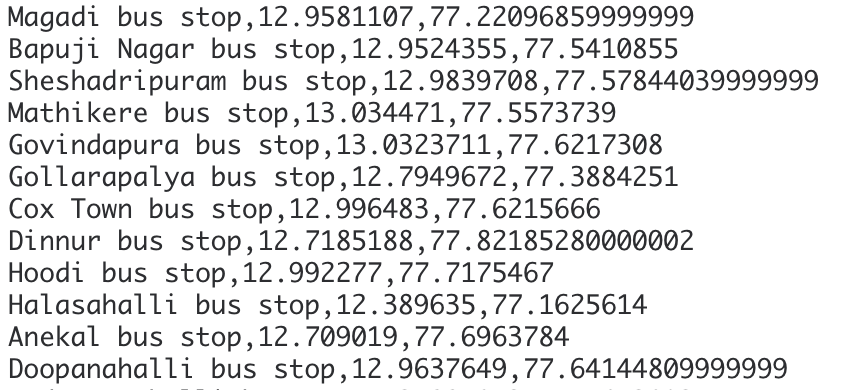 Magadi bus stop,12.9581107,77.22096859999999
Bapuji Nagar bus stop,12.9524355,77.5410855
Sheshadripuram bus stop,12.9839708,77.57844039999999
Mathikere bus stop,13.034471,77.5573739
Govindapura bus stop,13.0323711,77.6217308
Gollarapalya bus stop,12.7949672,77.3884251
Cox Town bus stop,12.996483,77.6215666
Dinnur bus stop,12.7185188,77.82185280000002
Hoodi bus stop,12.992277,77.7175467
Halasahalli bus stop,12.389635,77.1625614
Anekal bus stop,12.709019,77.6963784
Doopanahalli bus stop,12.9637649,77.64144809999999